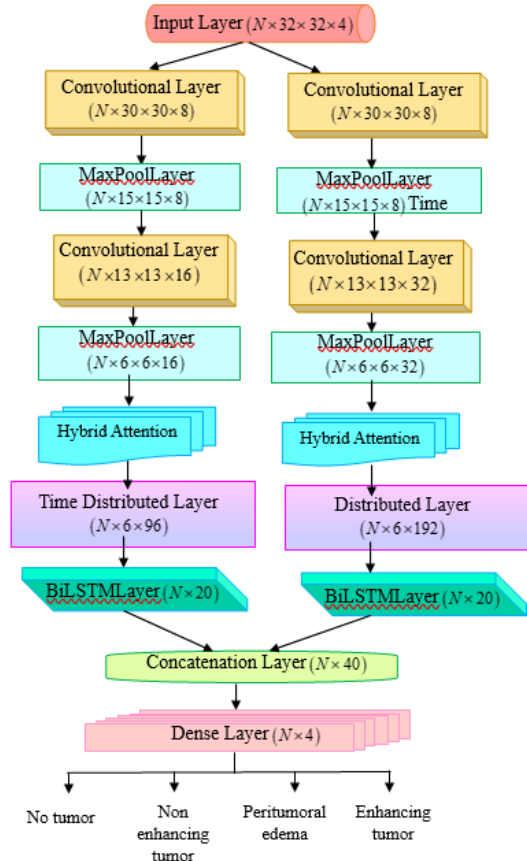 Input Layer (N×32×32×4)
Convolutional Layer
(N×30×30×8)
MaxPoolLayer
(N×15×15×8)
Convolutional Layer
(N×13×13×16)
MaxPoolLayer
(N×6×6×16)
Hybrid Attention
Time Distributed Layer
(N×6×96)
BiLSTMLayer (N×20)
Convolutional Layer
(N×30×30×8)
MaxPoolLayer
(N×15×15×8) Time
Convolutional Layer
(N×13×13×32)
MaxPoolLayer
(N×6×6×32)
Hybrid Attention
Distributed Layer
(N×6×192)
BiLSTMLayer (N×20)
Concatenation Layer (N×40)
Dense Layer (N×4)
No tumor
Non
enhancing
tumor
Peritumoral
edema
Enhancing
tumor